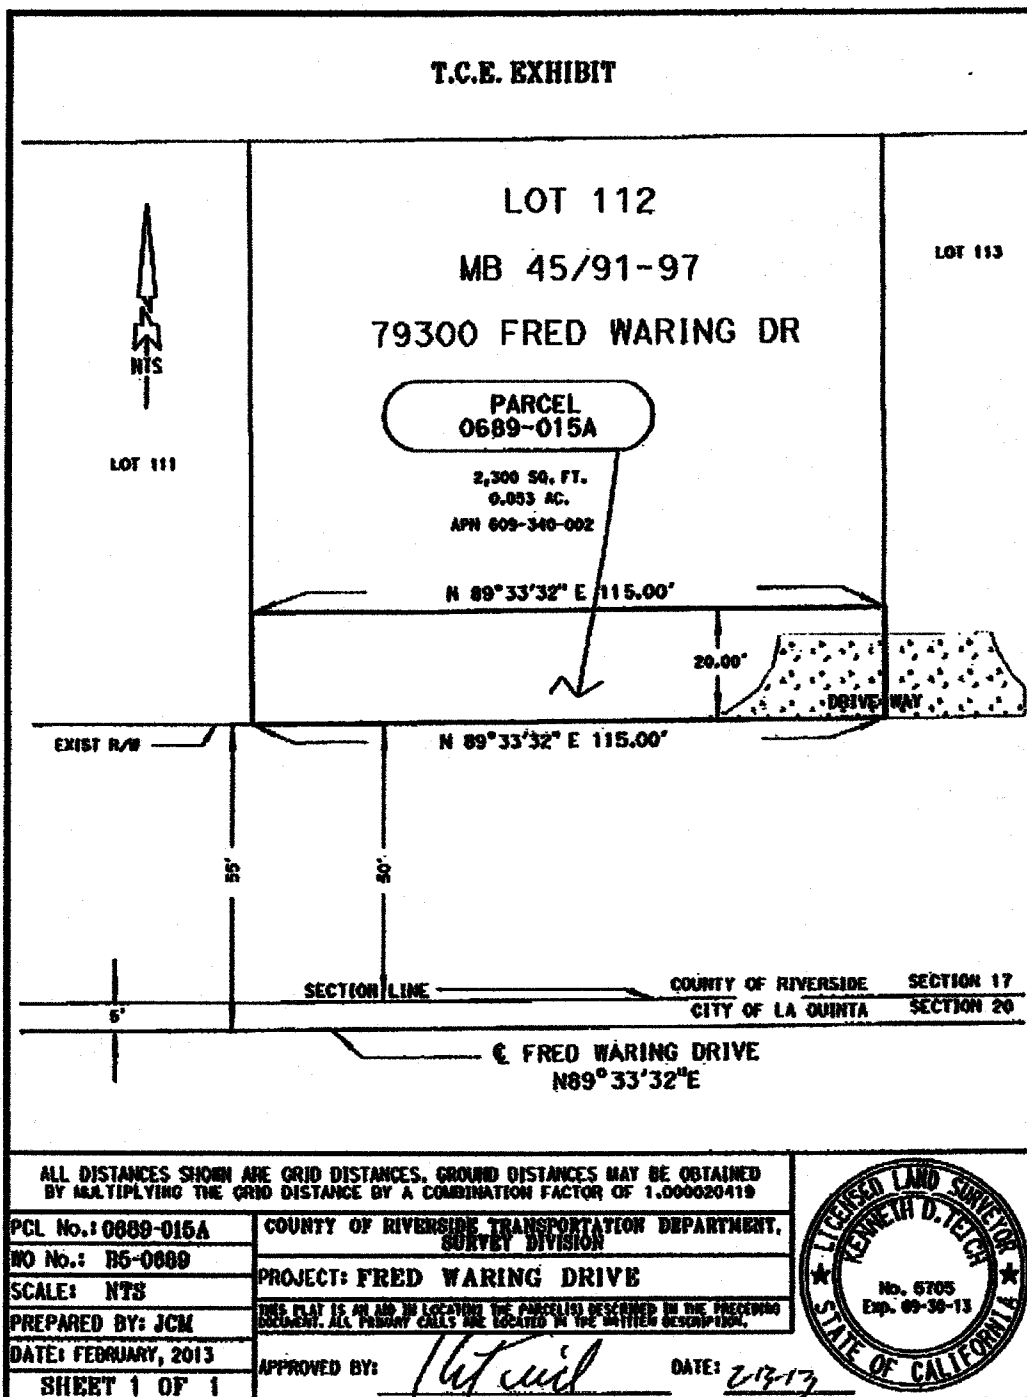 T.C.E. EXHIBIT
LOT 112
MB 45/91-97
79300 FRED WARING DR
LOT 113
N
NTS
LOT 111
PARCEL
0689-015A
2,300 SQ. FT.
0.053 AC.
APN 609-340-002
N 89°33'32" E 115.00'
20.00'
DRIVE WAY
EXIST R/W
N 89°33'32" E 115.00'
55'
50'
SECTION LINE
COUNTY OF RIVERSIDE SECTION 17
CITY OF LA QUINTA SECTION 20
5'
℄ FRED WARING DRIVE
N89°33'32"E
ALL DISTANCES SHOWN ARE GRID DISTANCES. GROUND DISTANCES MAY BE OBTAINED
BY MULTIPLYING THE GRID DISTANCE BY A COMBINATION FACTOR OF 1.000020419
PCL No.: 0689-015A
WO No.: B5-0689
SCALE: NTS
PREPARED BY: JCM
DATE: FEBRUARY, 2013
SHEET 1 OF 1
COUNTY OF RIVERSIDE TRANSPORTATION DEPARTMENT,
SURVEY DIVISION
PROJECT: FRED WARING DRIVE
THIS PLAT IS AN AID IN LOCATING THE PARCEL(S) DESCRIBED IN THE PRECEDING
DOCUMENT. ALL PRIMARY CALLS ARE LOCATED IN THE WRITTEN DESCRIPTION.
APPROVED BY:
DATE: 2-13-13
LICENSED LAND SURVEYOR
KENNETH D. TEICH
No. 6705
Exp. 09-30-13
STATE OF CALIFORNIA